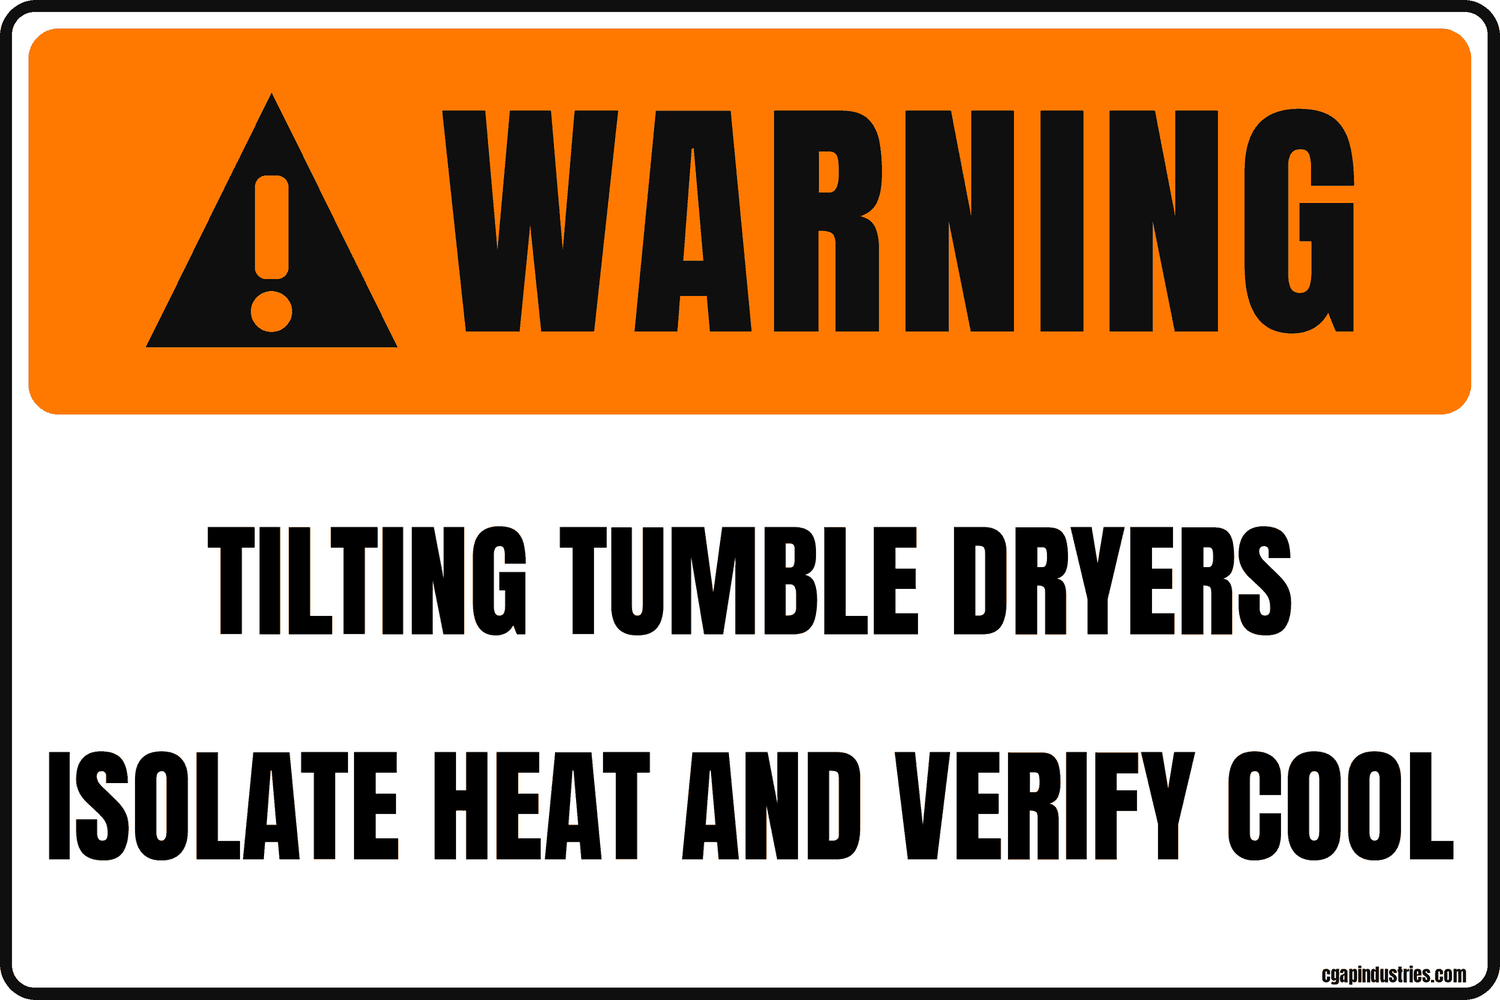 WARNING
TILTING TUMBLE DRYERS
ISOLATE HEAT AND VERIFY COOL
cgapindustries.com